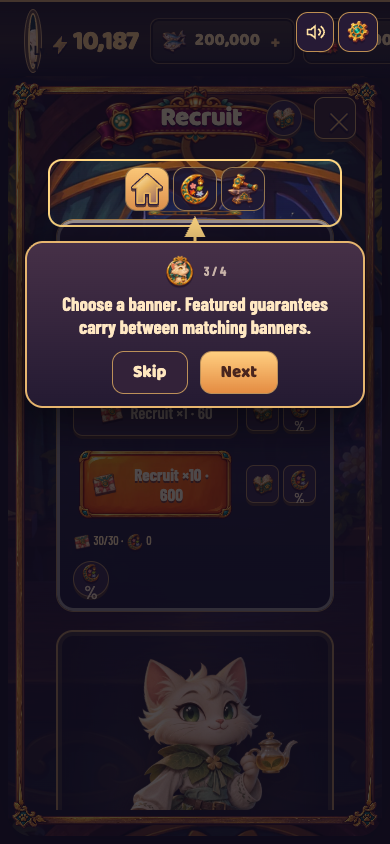 10,187
200,000 +
Recruit
3 / 4
Choose a banner. Featured guarantees
carry between matching banners.
Skip
Next
Recruit ×1 · 60
%
Recruit ×10 ·
600
%
30/30 · 0
%